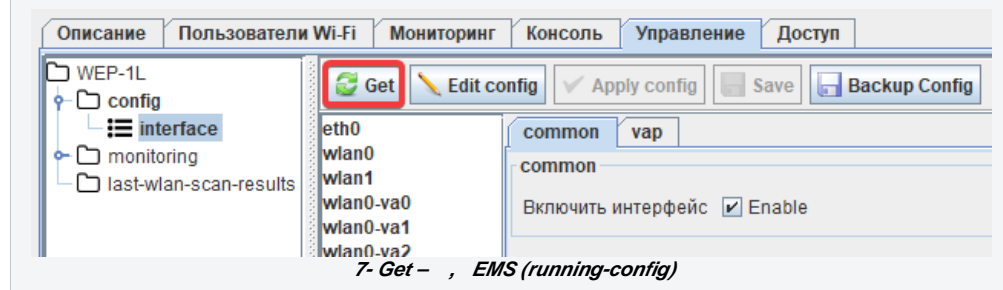 Описание Пользователи Wi-Fi Мониторинг Консоль Управление Доступ
WEP-1L
config
interface
monitoring
last-wlan-scan-results
Get Edit config Apply config Save Backup Config
eth0
wlan0
wlan1
wlan0-va0
wlan0-va1
wlan0-va2
common vap
common
Включить интерфейс Enable
7- Get – , EMS (running-config)